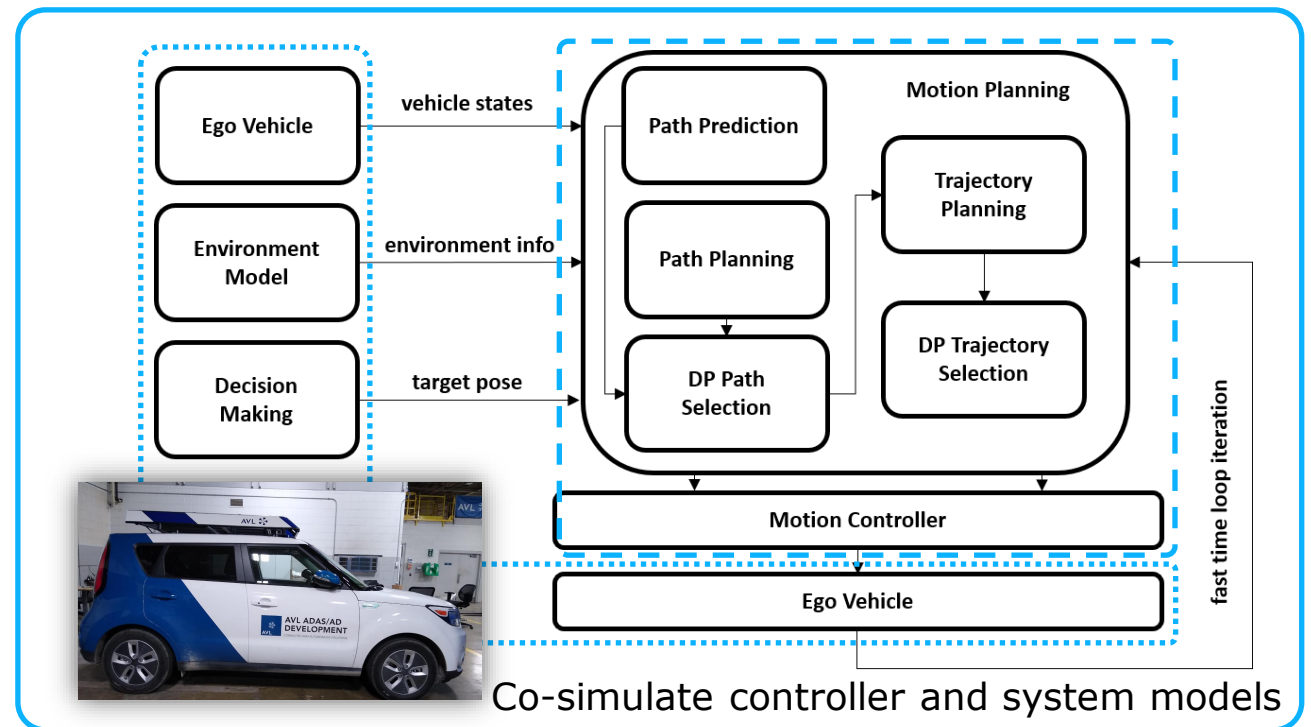 Ego Vehicle
vehicle states
Environment
Model
environment info
Decision
Making
target pose
Motion Planning
Path Prediction
Path Planning
DP Path
Selection
Trajectory
Planning
DP Trajectory
Selection
Motion Controller
Ego Vehicle
fast time loop iteration
AVL
AVL
AVL
AVL ADAS/AD
DEVELOPMENT
Co-simulate controller and system models